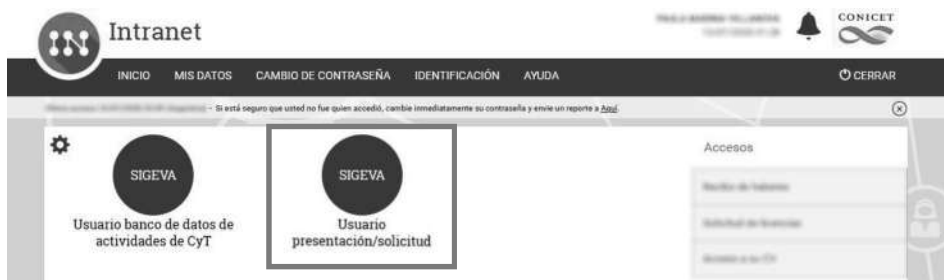 IN
Intranet
CONICET
INICIO MIS DATOS CAMBIO DE CONTRASEÑA IDENTIFICACIÓN AYUDA CERRAR
- Si está seguro que usted no fue quien accedió, cambie inmediatamente su contraseña y envie un reporte a Aquí.
Accesos
SIGEVA
Usuario banco de datos de
actividades de CyT
SIGEVA
Usuario
presentación/solicitud